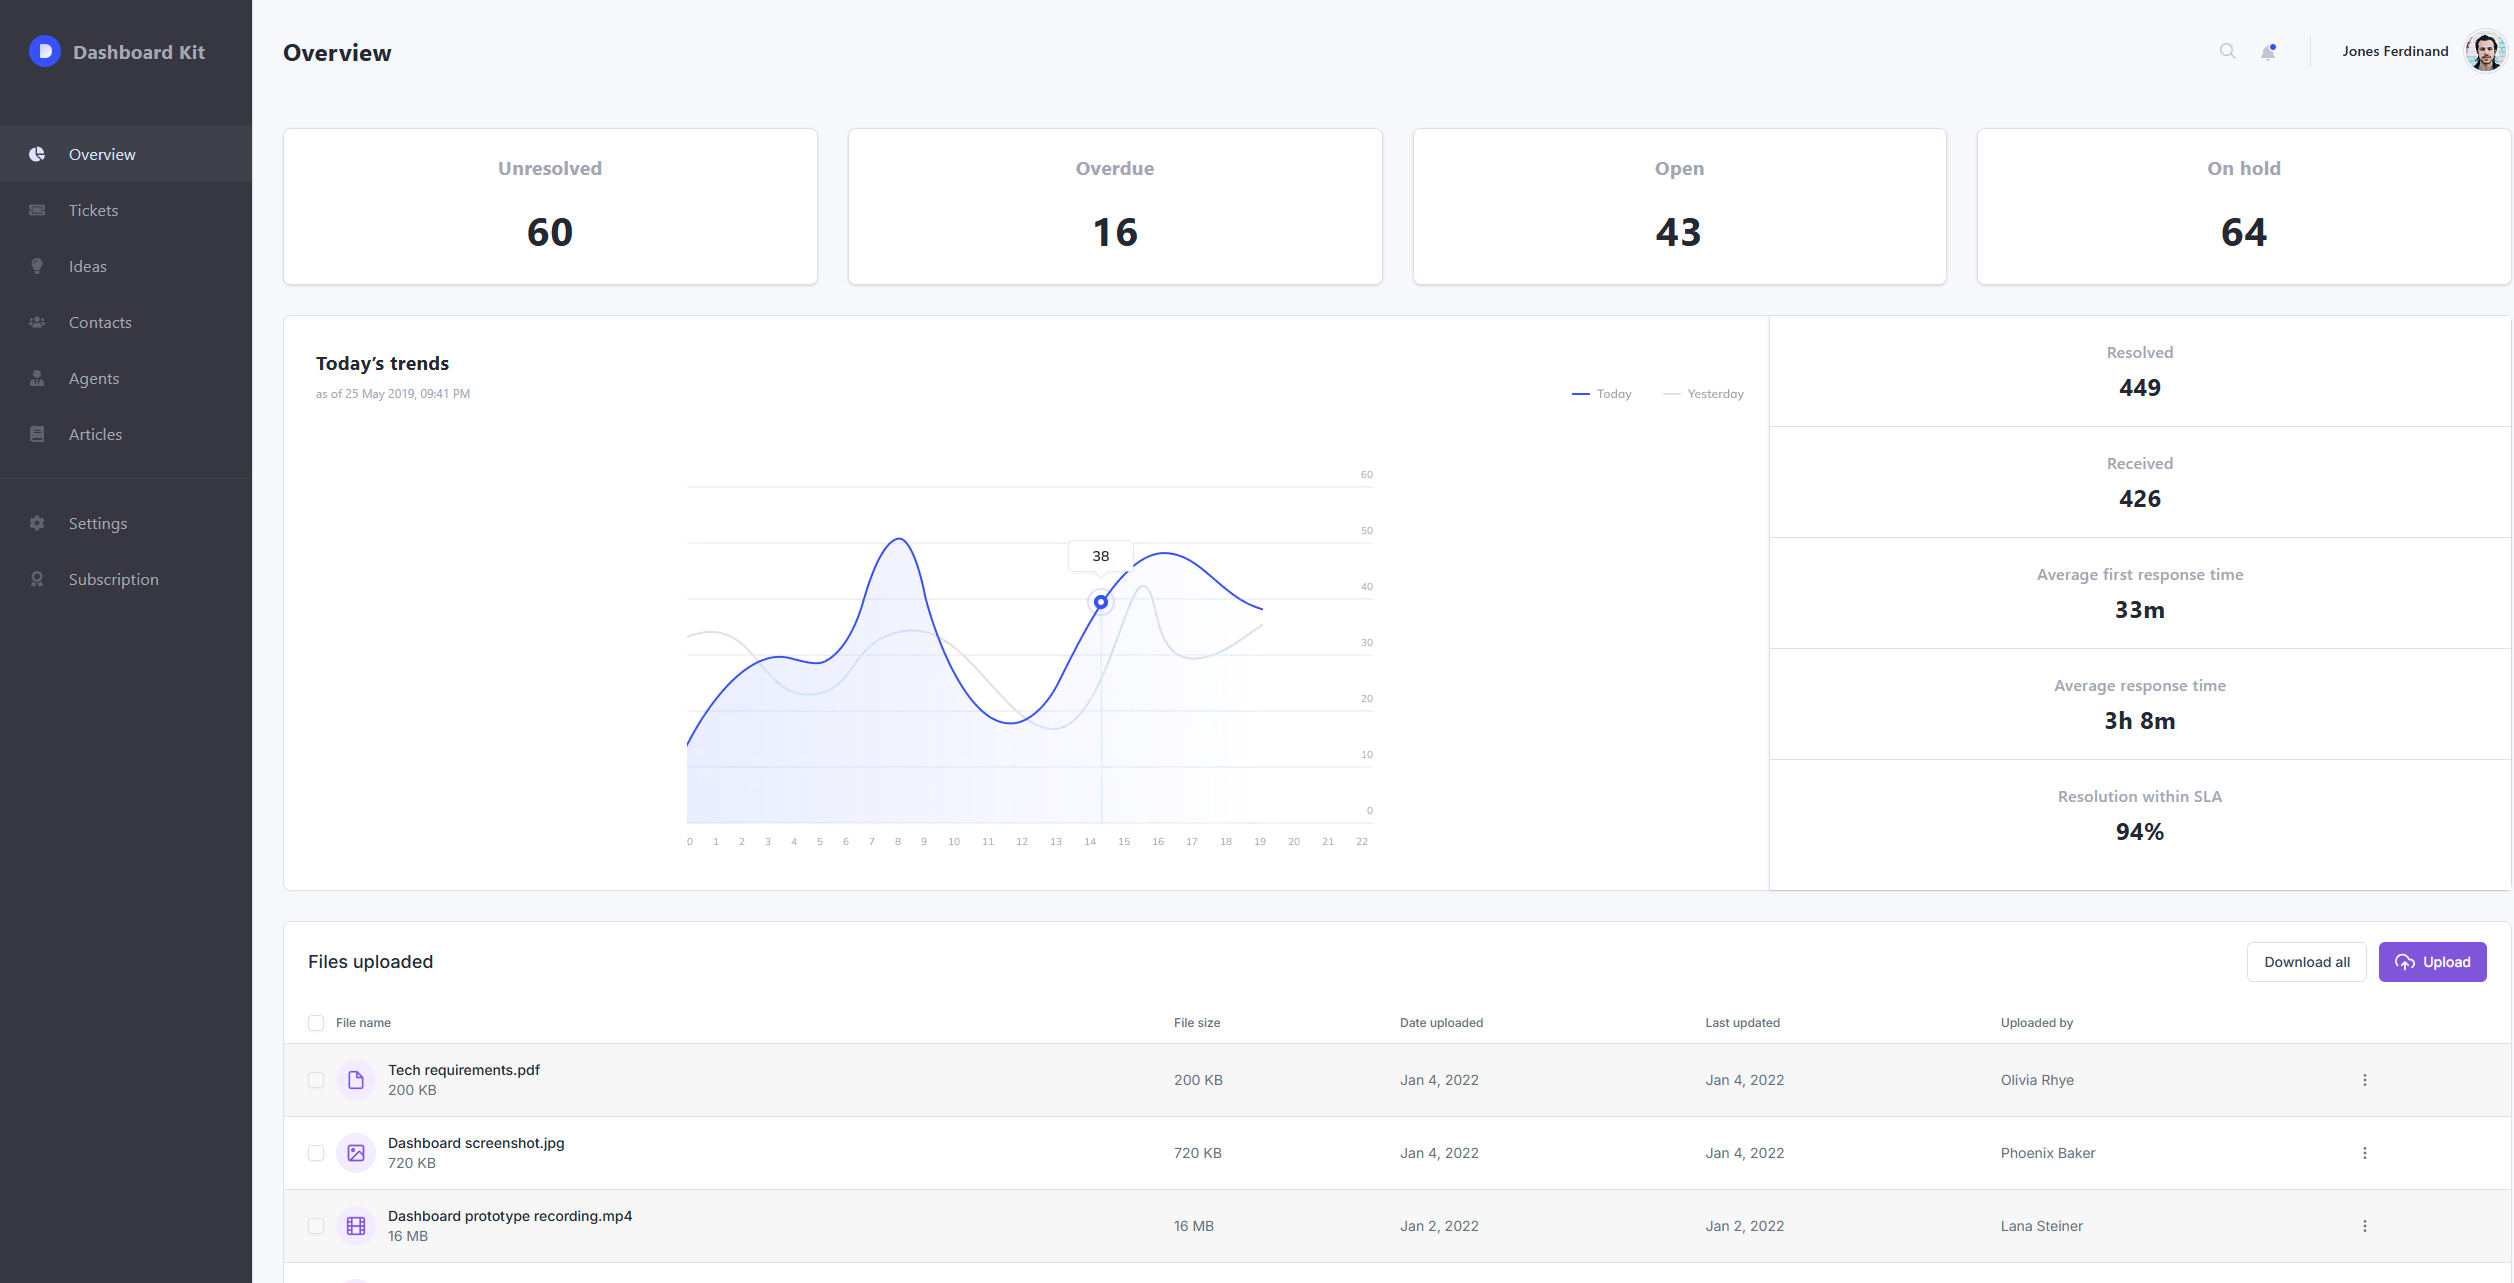 Dashboard Kit
Overview
Tickets
Ideas
Contacts
Agents
Articles
Settings
Subscription
Overview
Jones Ferdinand
Unresolved
60
Overdue
16
Open
43
On hold
64
Today’s trends
as of 25 May 2019, 09:41 PM
Today
Yesterday
60
50
40
30
20
10
0
38
0 1 2 3 4 5 6 7 8 9 10 11 12 13 14 15 16 17 18 19 20 21 22
Resolved
449
Received
426
Average first response time
33m
Average response time
3h 8m
Resolution within SLA
94%
Files uploaded
Download all
Upload
File name File size Date uploaded Last updated Uploaded by
Tech requirements.pdf
200 KB
200 KB Jan 4, 2022 Jan 4, 2022 Olivia Rhye
Dashboard screenshot.jpg
720 KB
720 KB Jan 4, 2022 Jan 4, 2022 Phoenix Baker
Dashboard prototype recording.mp4
16 MB
16 MB Jan 2, 2022 Jan 2, 2022 Lana Steiner